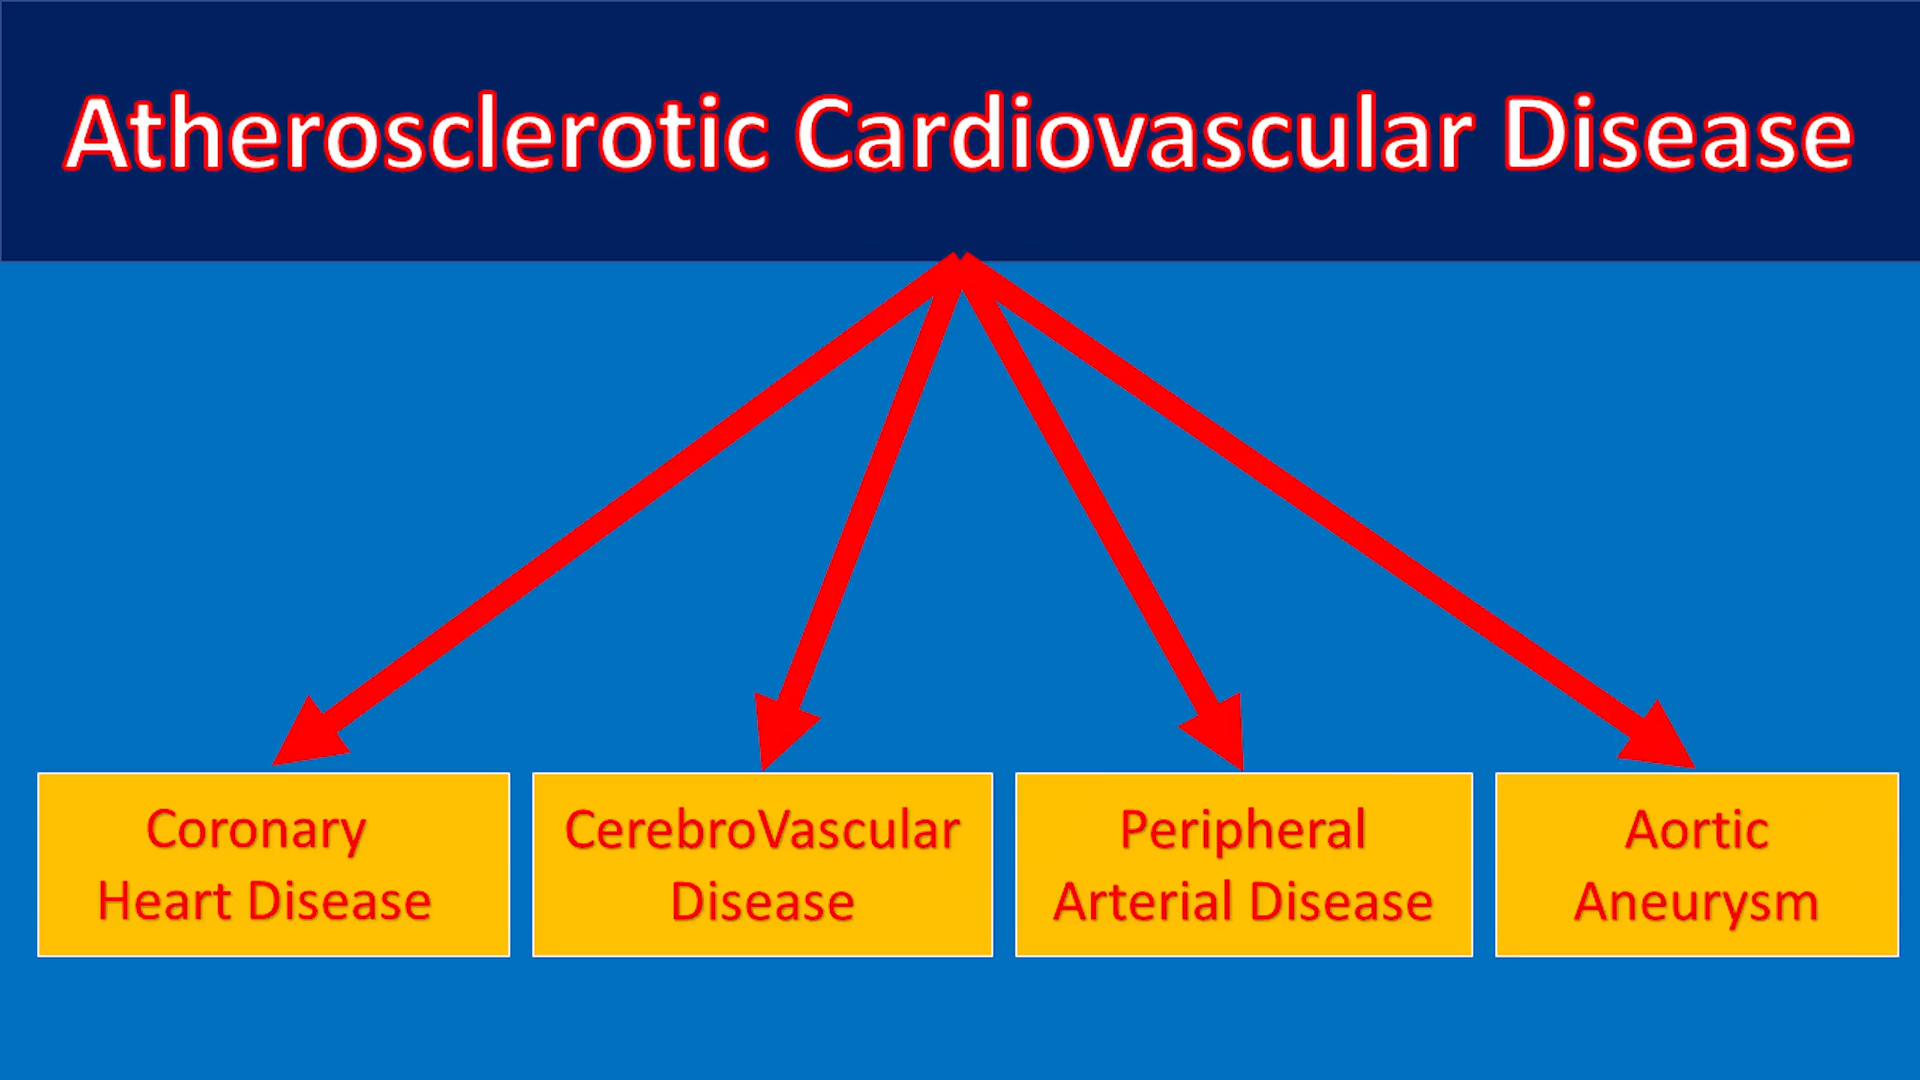 Atherosclerotic Cardiovascular Disease
Coronary
Heart Disease
CerebroVascular
Disease
Peripheral
Arterial Disease
Aortic
Aneurysm